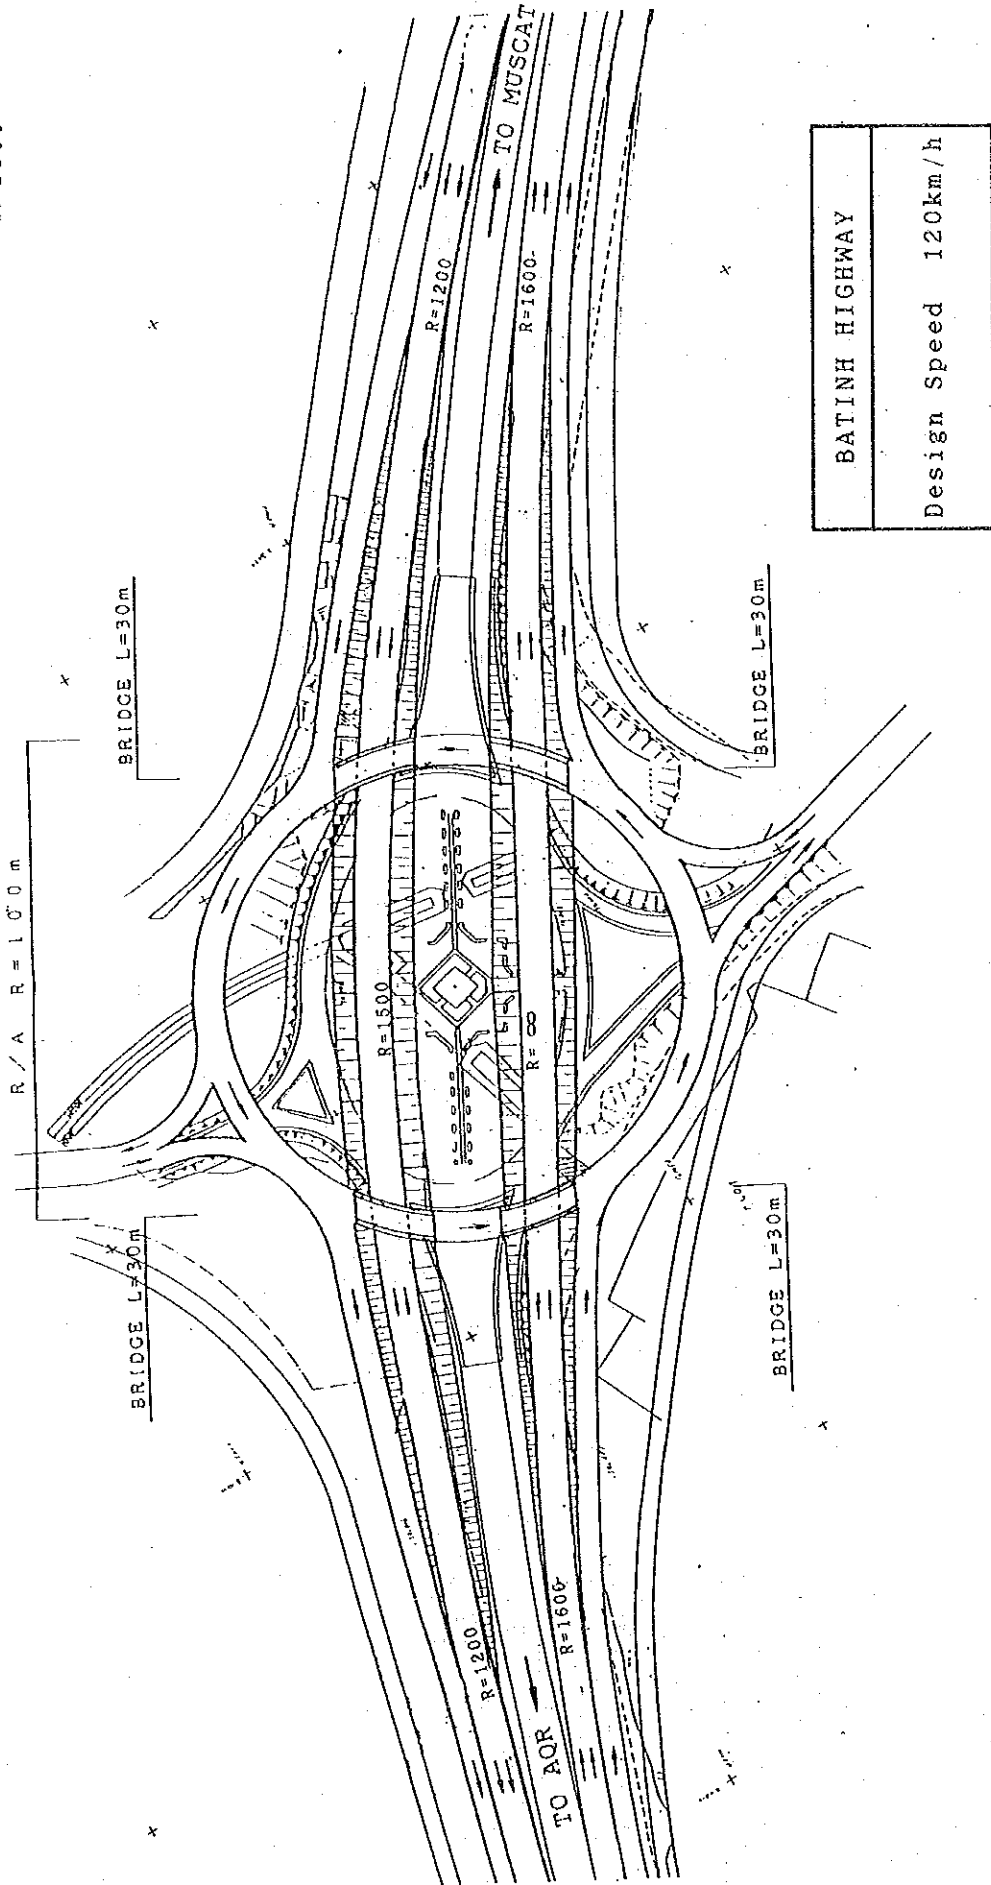 R/A R=100m
BRIDGE L=30m
BRIDGE L=30m
TO MUSCAT
R=1200
R=1600
R=1500
R=∞
R=1200
R=1600
TO AQR
BRIDGE L=30m
BRIDGE L=30m
BATINH HIGHWAY
Design Speed 120km/h